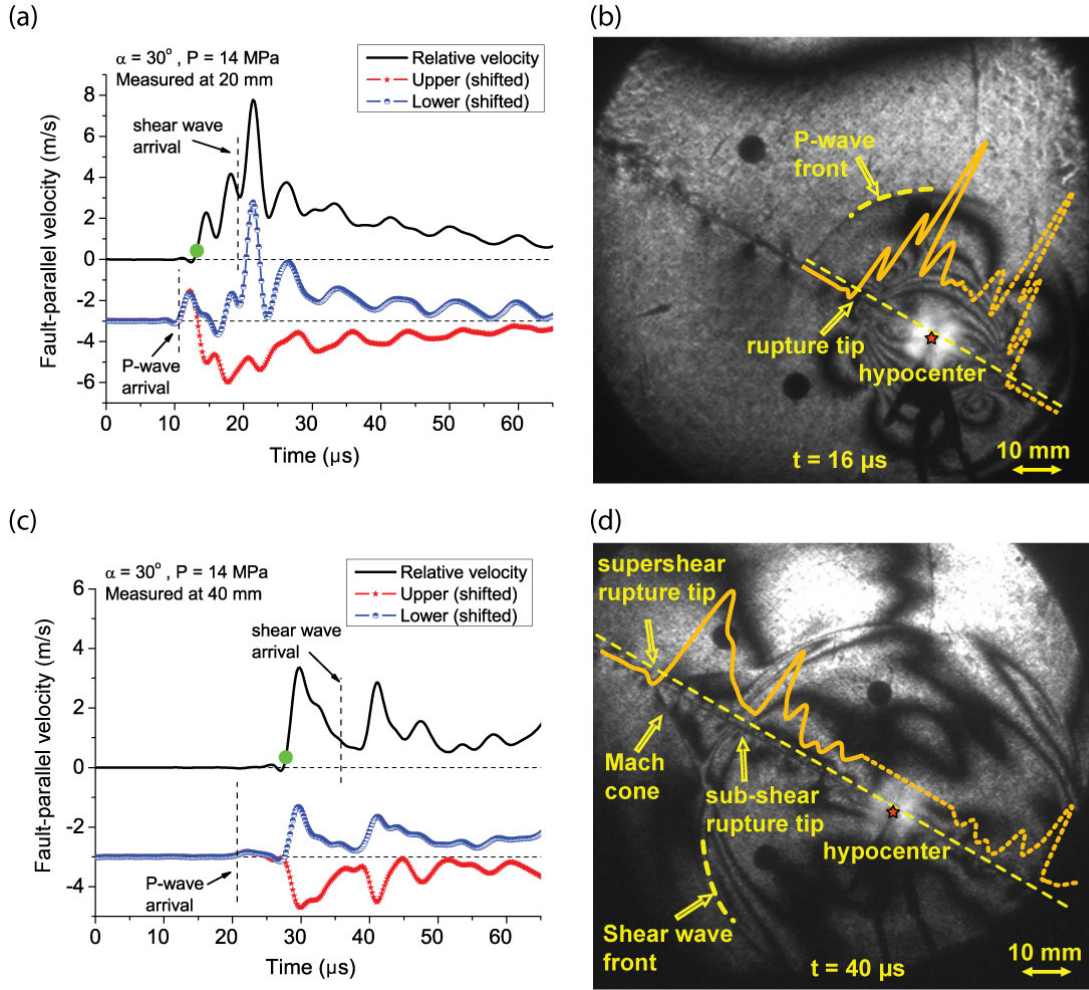 (a)
α = 30° , P = 14 MPa
Measured at 20 mm
Relative velocity
Upper (shifted)
Lower (shifted)
shear wave
arrival
P-wave
arrival
8
6
4
2
0
-2
-4
-6
Fault-parallel velocity (m/s)
0 10 20 30 40 50 60
Time (μs)
(b)
P-wave
front
rupture tip
hypocenter
t = 16 μs
10 mm
(c)
α = 30° , P = 14 MPa
Measured at 40 mm
Relative velocity
Upper (shifted)
Lower (shifted)
shear wave
arrival
P-wave
arrival
6
4
2
0
-2
-4
Fault-parallel velocity (m/s)
0 10 20 30 40 50 60
Time (μs)
(d)
supershear
rupture tip
Mach
cone
sub-shear
rupture tip
hypocenter
Shear wave
front
t = 40 μs
10 mm